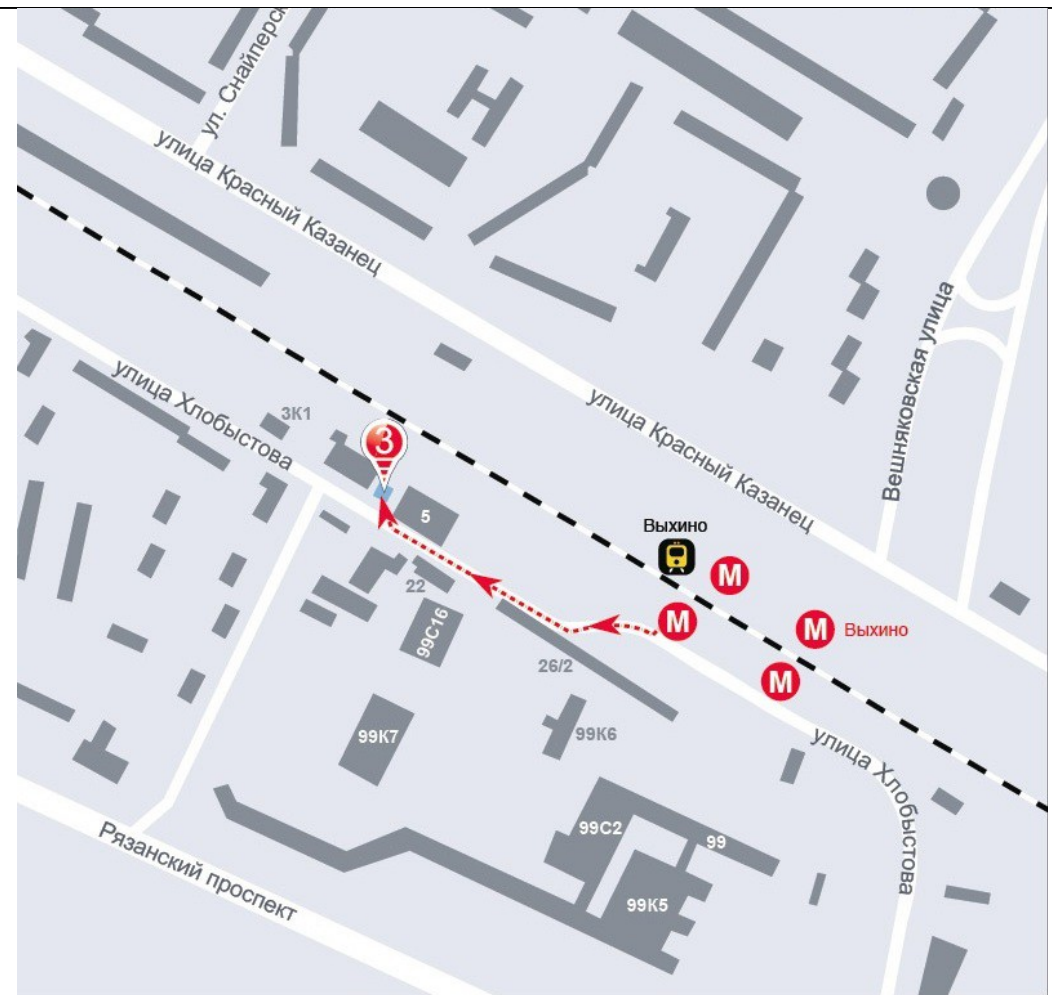 ул. Снайперск
улица Красный Казанец
улица Хлобыстова
3К1
3
5
22
99С16
26/2
99К7
99К6
улица Красный Казанец
Вешняковская улица
Выхино
М
М
М
Выхино
М
улица Хлобыстова
99С2
99
99К5
Рязанский проспект